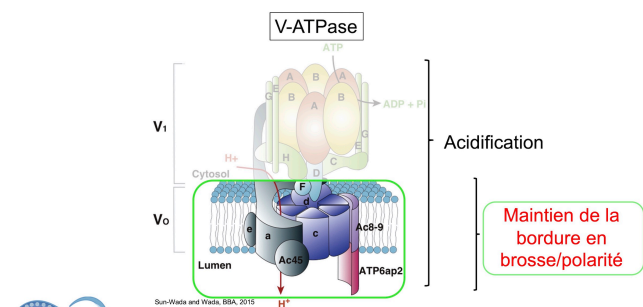 V-ATPase
ATP
A B A
E
G B A B
ADP + Pi
V1
G
E
H+ H D C
Acidification
Cytosol
F
d
Vo
e a c Ac8-9
Lumen
Ac45
ATP6ap2
Maintien de la
bordure en
brosse/polarité
Sun-Wada and Wada, BBA, 2015
H+